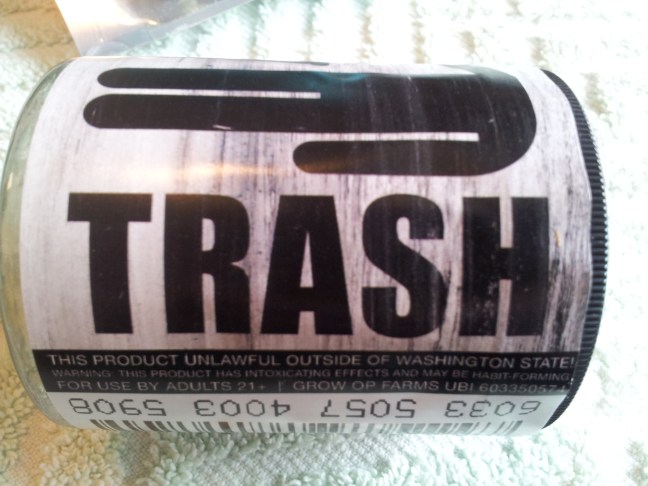 TRASH
THIS PRODUCT UNLAWFUL OUTSIDE OF WASHINGTON STATE!
WARNING: THIS PRODUCT HAS INTOXICATING EFFECTS AND MAY BE HABIT FORMING
FOR USE BY ADULTS 21+ | GROW OP FARMS UBI 603350574
6033 5057 4003 5908